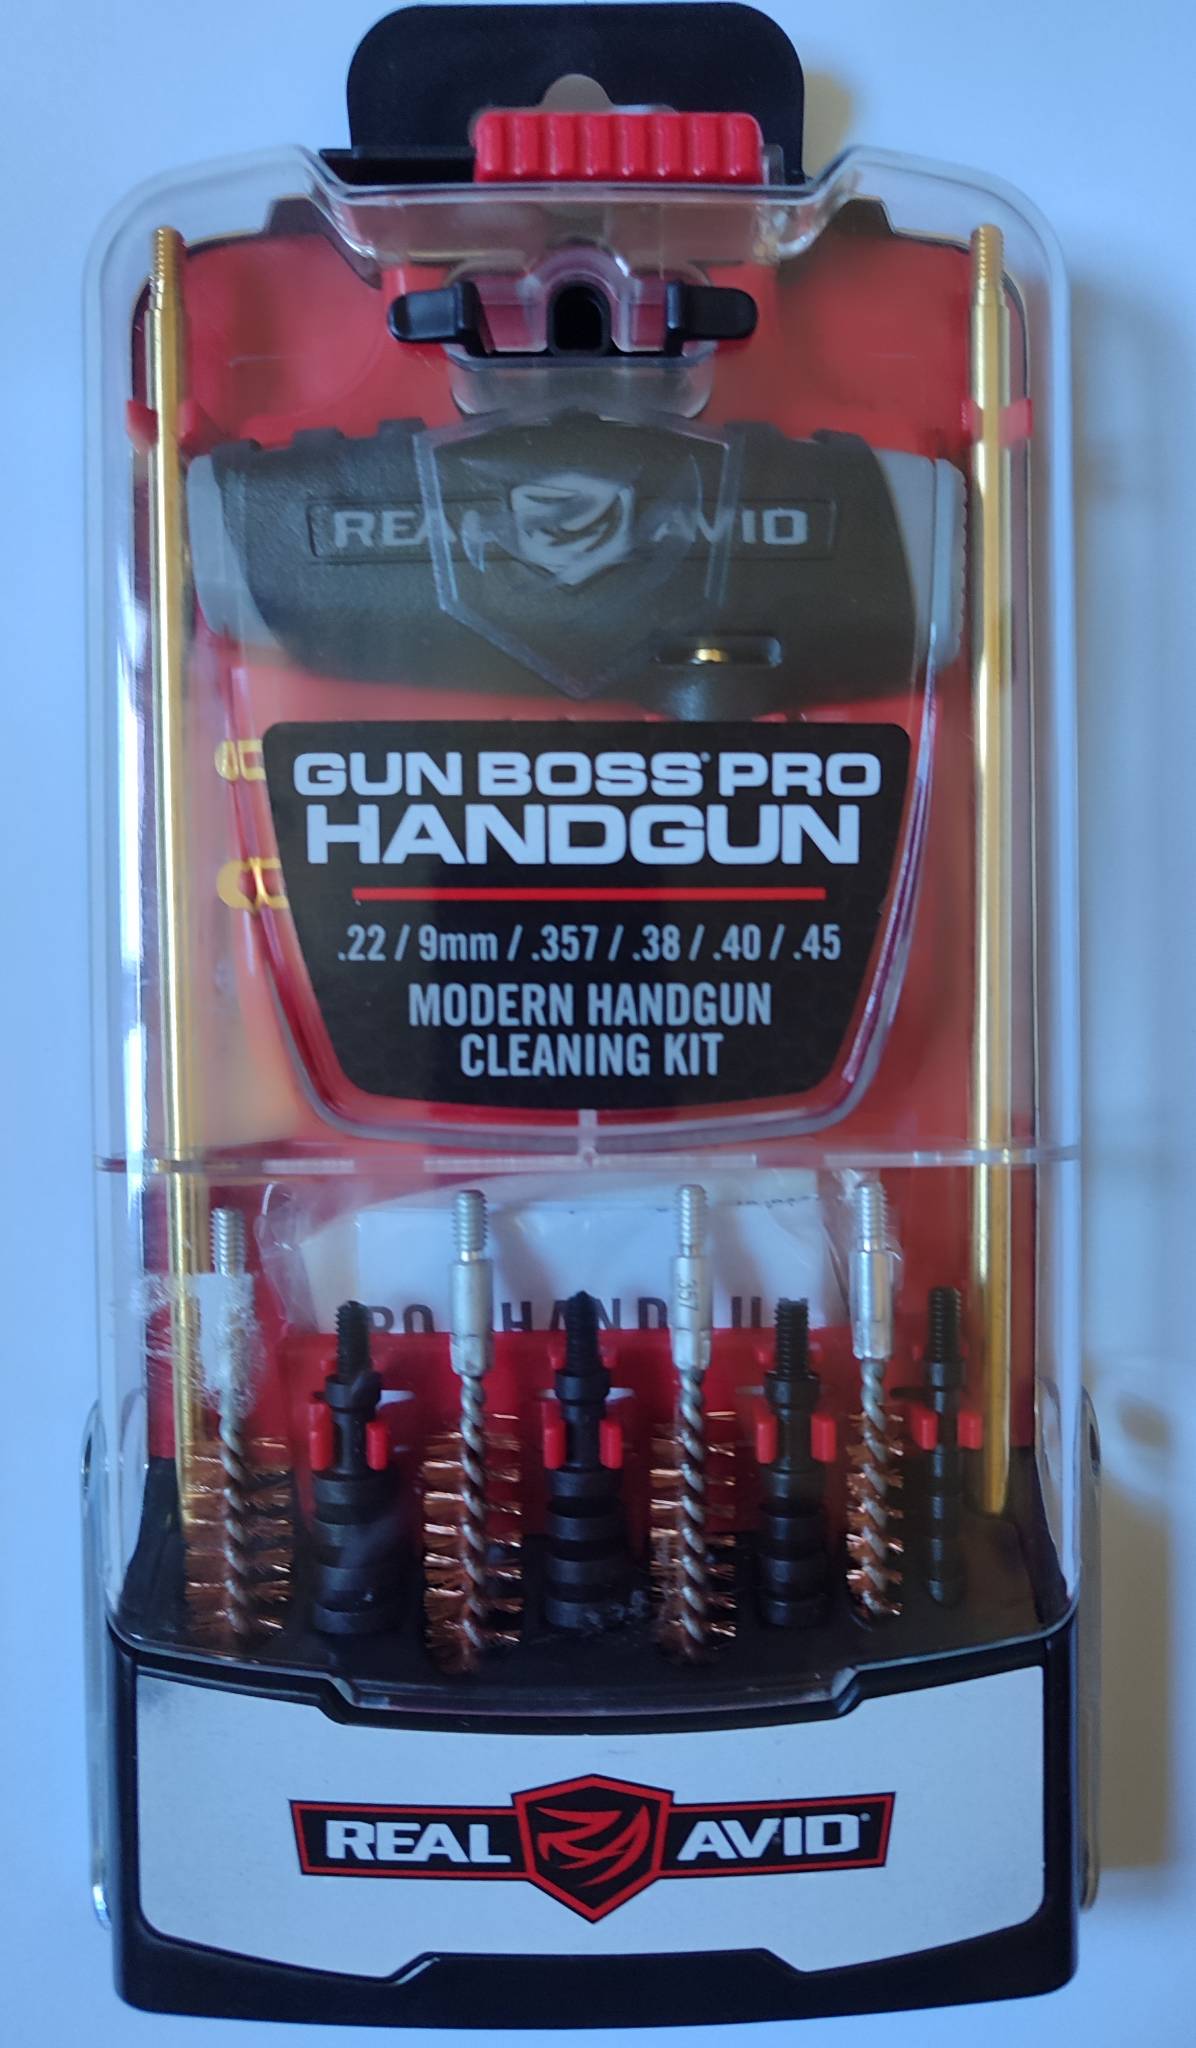 REAL AVID
GUN BOSS® PRO
HANDGUN
.22 / 9mm / .357 / .38 / .40 / .45
MODERN HANDGUN
CLEANING KIT
357
REAL AVID®